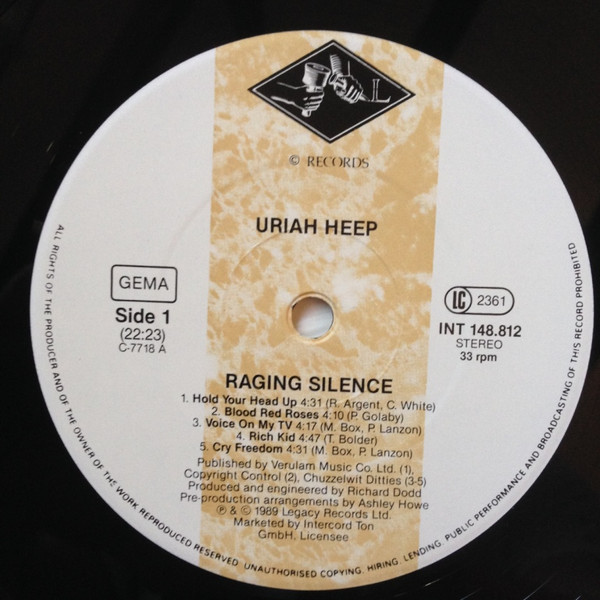 L
© RECORDS
URIAH HEEP
GEMA
Side 1
(22:23)
C-7718 A
LC 2361
INT 148.812
STEREO
33 rpm
RAGING SILENCE
1. Hold Your Head Up 4:31 (R. Argent, C. White)
2. Blood Red Roses 4:10 (P. Golaby)
3. Voice On My TV 4:17 (M. Box, P. Lanzon)
4. Rich Kid 4:47 (T. Bolder)
5. Cry Freedom 4:31 (M. Box, P. Lanzon)
Published by Verulam Music Co. Ltd. (1),
Copyright Control (2), Chuzzelwit Ditties (3-5)
Produced and engineered by Richard Dodd
Pre-production arrangements by Ashley Howe
℗ & © 1989 Legacy Records Ltd.
Marketed by Intercord Ton
GmbH, Licensee
ALL RIGHTS OF THE PRODUCER AND OF THE OWNER OF THE WORK REPRODUCED RESERVED. UNAUTHORISED COPYING, HIRING, LENDING, PUBLIC PERFORMANCE AND BROADCASTING OF THIS RECORD PROHIBITED